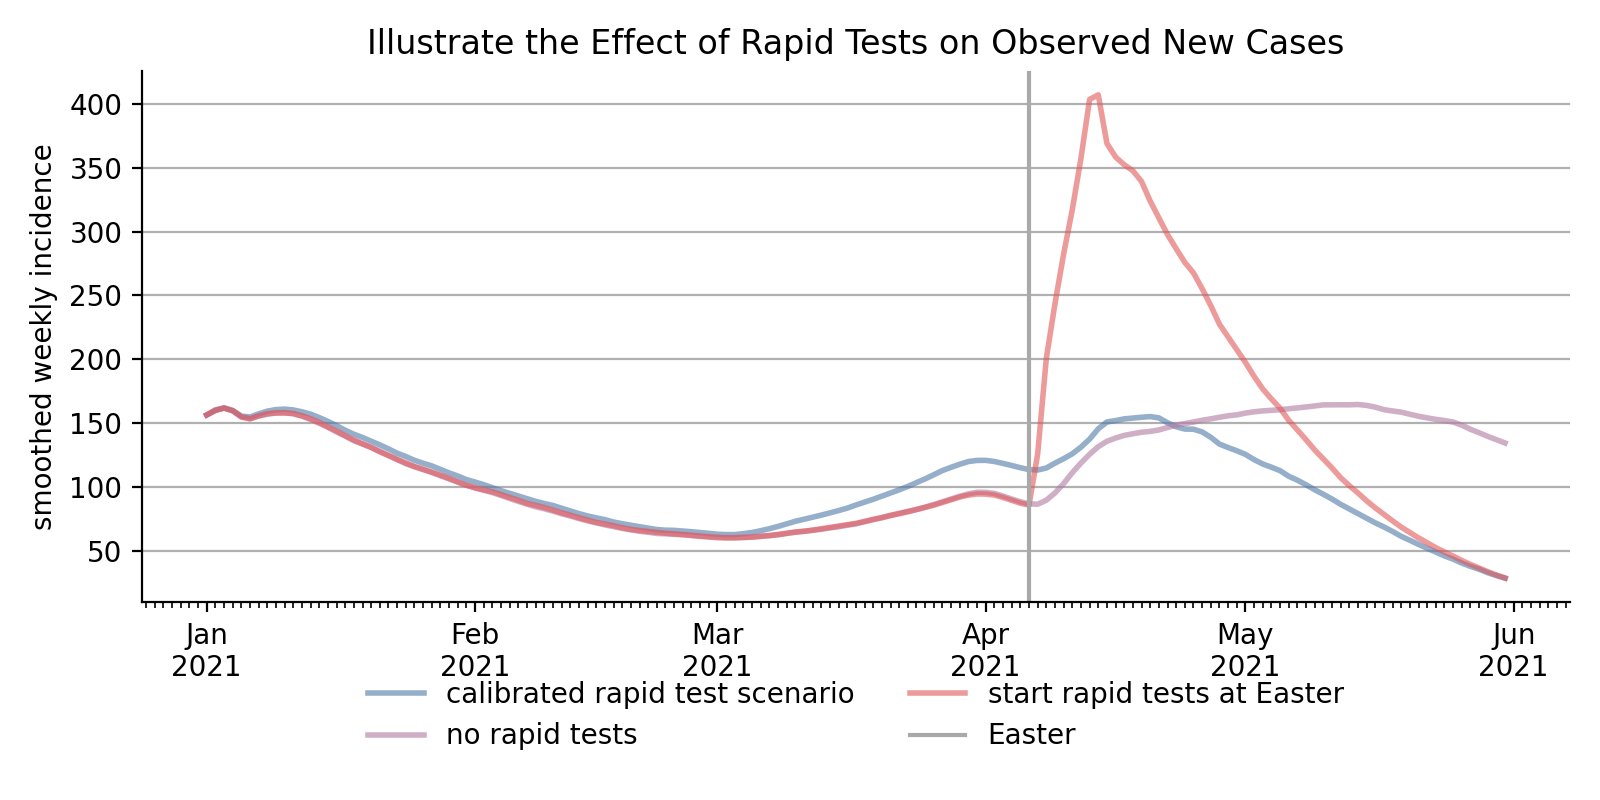 Illustrate the Effect of Rapid Tests on Observed New Cases
smoothed weekly incidence
400
350
300
250
200
150
100
50
Jan Feb Mar Apr May Jun
2021 2021 2021 2021 2021 2021
calibrated rapid test scenario start rapid tests at Easter
no rapid tests Easter